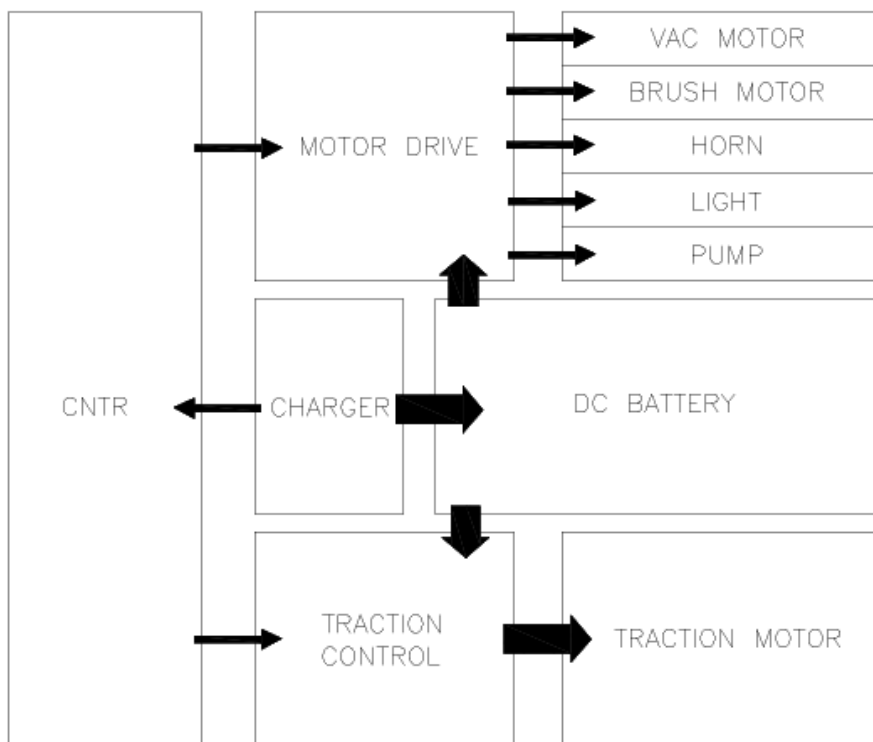 VAC MOTOR
BRUSH MOTOR
MOTOR DRIVE
HORN
LIGHT
PUMP
CNTR
CHARGER
DC BATTERY
TRACTION
CONTROL
TRACTION MOTOR